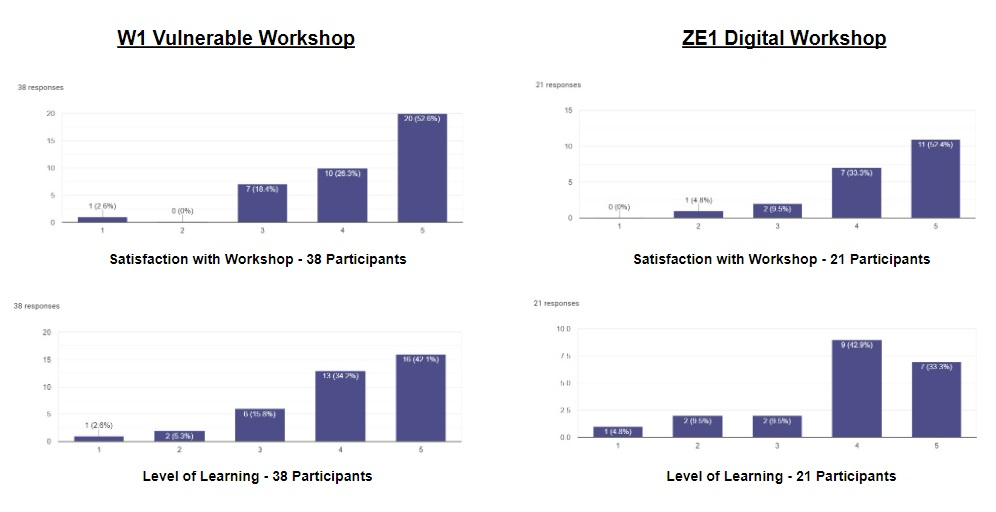 W1 Vulnerable Workshop
38 responses
20
15
10
5
0
1 (2.6%)
0 (0%)
7 (18.4%)
10 (26.3%)
20 (52.6%)
1 2 3 4 5
Satisfaction with Workshop - 38 Participants
38 responses
20
15
10
5
0
1 (2.6%)
2 (5.3%)
6 (15.8%)
13 (34.2%)
16 (42.1%)
1 2 3 4 5
Level of Learning - 38 Participants
ZE1 Digital Workshop
21 responses
15
10
5
0
0 (0%)
1 (4.8%)
2 (9.5%)
7 (33.3%)
11 (52.4%)
1 2 3 4 5
Satisfaction with Workshop - 21 Participants
21 responses
10.0
7.5
5.0
2.5
0.0
1 (4.8%)
2 (9.5%)
2 (9.5%)
9 (42.9%)
7 (33.3%)
1 2 3 4 5
Level of Learning - 21 Participants